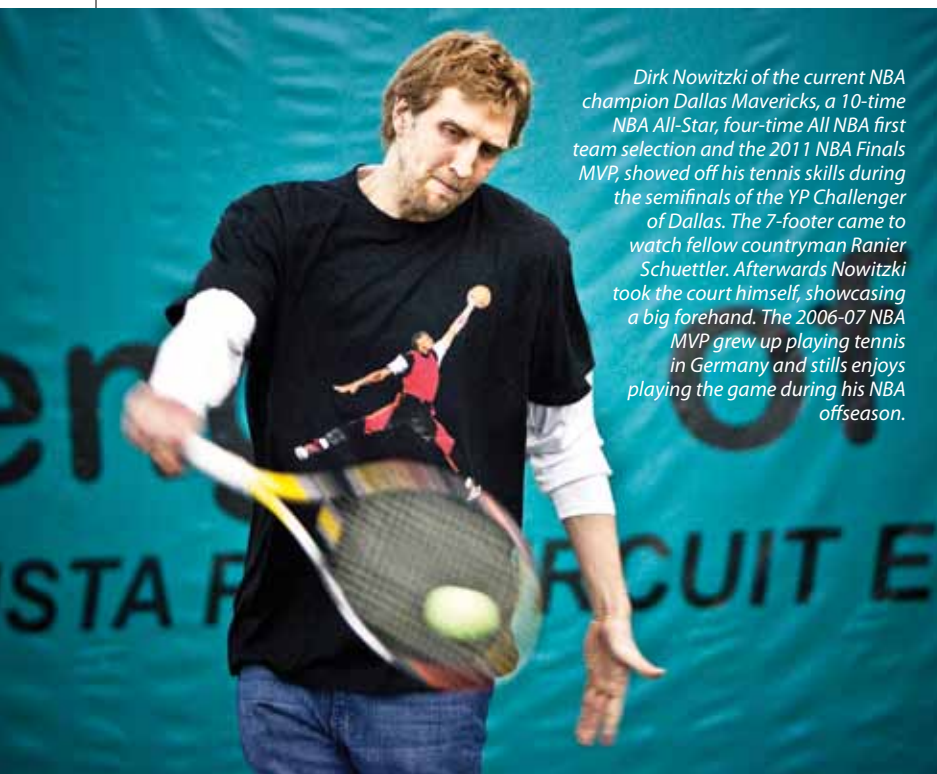 Dirk Nowitzki of the current NBA
champion Dallas Mavericks, a 10-time
NBA All-Star, four-time All NBA first
team selection and the 2011 NBA Finals
MVP, showed off his tennis skills during
the semifinals of the YP Challenger
of Dallas. The 7-footer came to
watch fellow countryman Ranier
Schuettler. Afterwards Nowitzki
took the court himself, showcasing
a big forehand. The 2006-07 NBA
MVP grew up playing tennis
in Germany and stills enjoys
playing the game during his NBA
offseason.
eng of
USTA RCUIT E